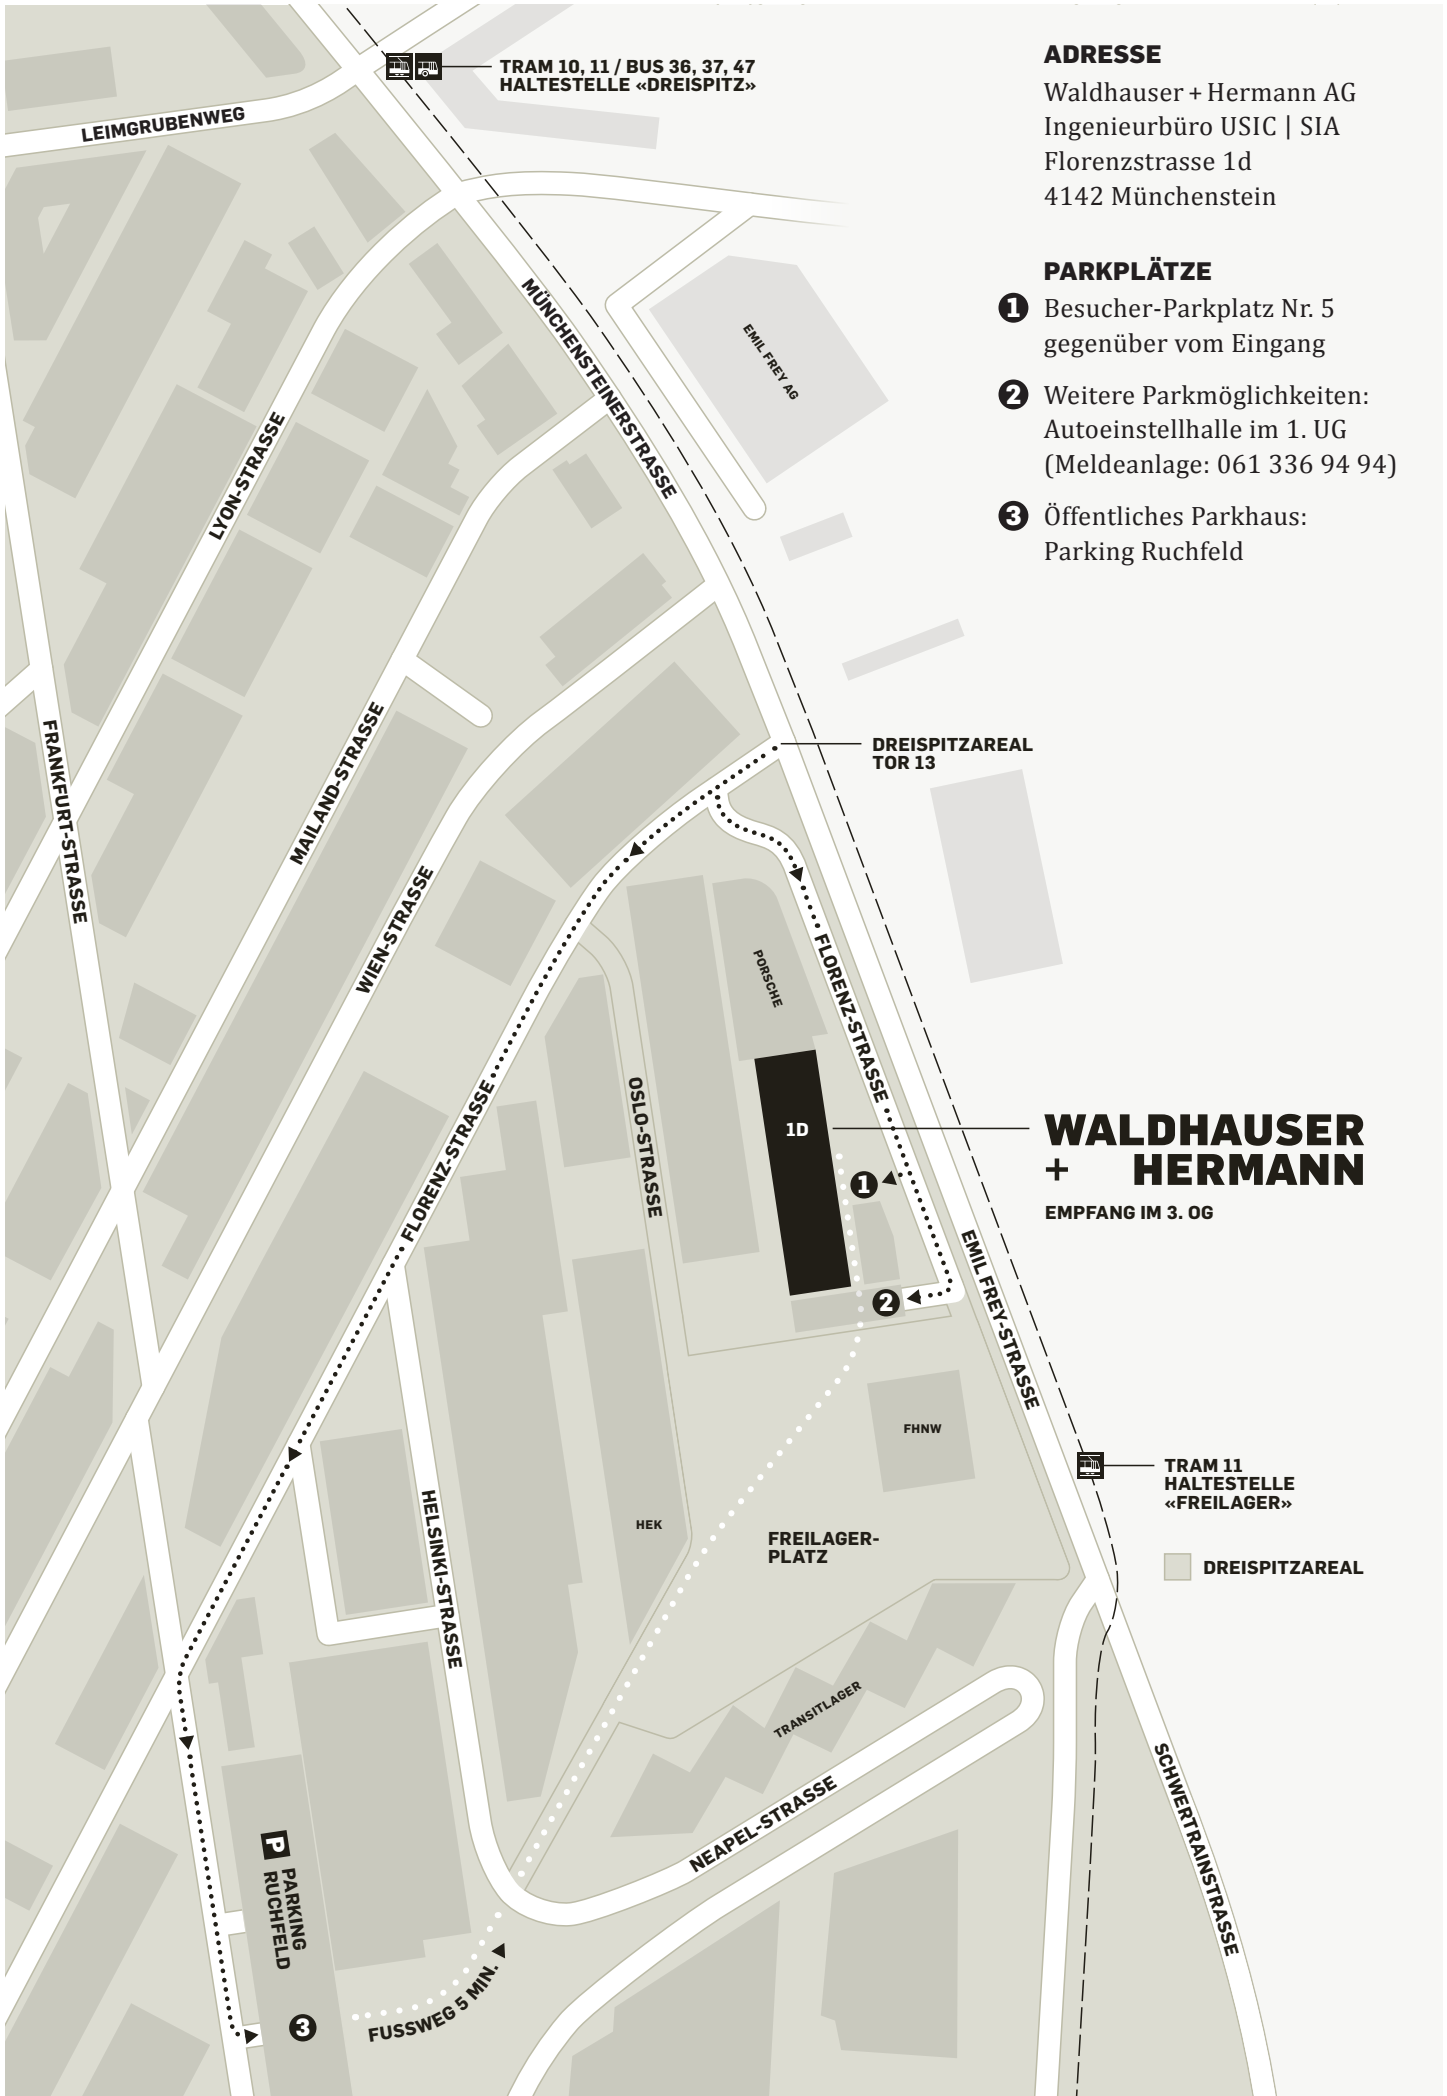 TRAM 10, 11 / BUS 36, 37, 47
HALTESTELLE «DREISPITZ»
LEIMGRUBENWEG
ADRESSE
Waldhauser + Hermann AG
Ingenieurbüro USIC | SIA
Florenzstrasse 1d
4142 Münchenstein
PARKPLÄTZE
1 Besucher-Parkplatz Nr. 5
gegenüber vom Eingang
2 Weitere Parkmöglichkeiten:
Autoeinstellhalle im 1. UG
(Meldeanlage: 061 336 94 94)
3 Öffentliches Parkhaus:
Parking Ruchfeld
MÜNCHENSTEINERSTRASSE
EMIL FREY AG
LYON-STRASSE
FRANKFURT-STRASSE
MAILAND-STRASSE
WIEN-STRASSE
DREISPITZAREAL
TOR 13
PORSCHE
FLORENZ-STRASSE
FLORENZ-STRASSE
OSLO-STRASSE
1D
WALDHAUSER
+ HERMANN
EMPFANG IM 3. OG
1
2
EMIL FREY-STRASSE
FHNW
HEK
HELSINKI-STRASSE
FREILAGER-
PLATZ
TRAM 11
HALTESTELLE
«FREILAGER»
DREISPITZAREAL
TRANSITLAGER
NEAPEL-STRASSE
SCHWERTRAINSTRASSE
P
PARKING
RUCHFELD
3
FUSSWEG 5 MIN.